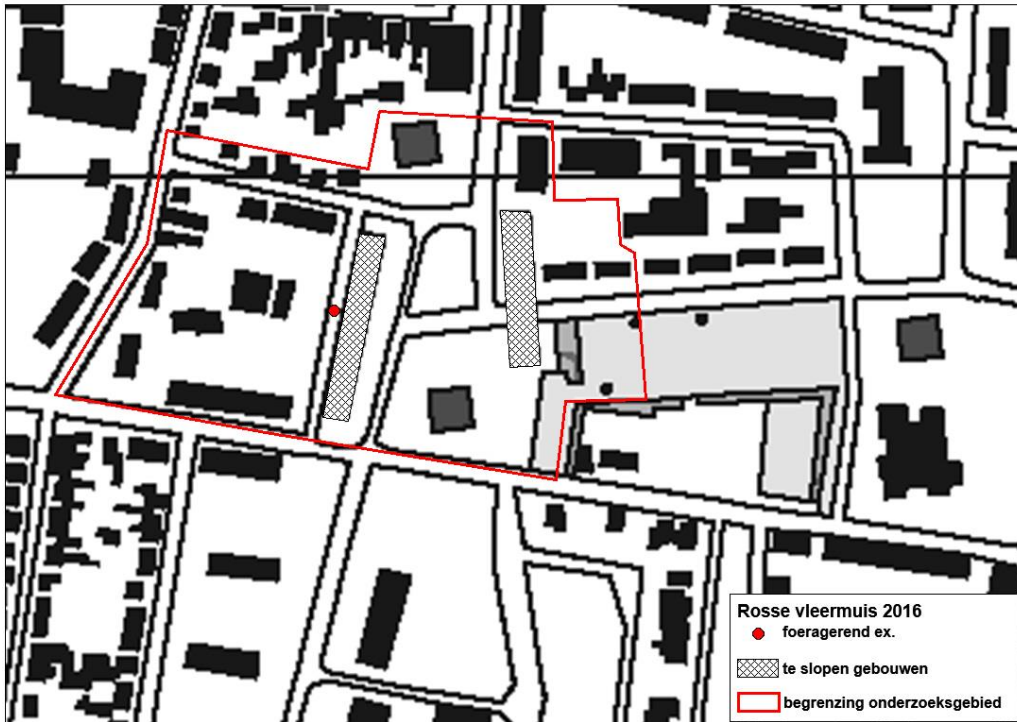 Rosse vleermuis 2016
foeragerend ex.
te slopen gebouwen
begrenzing onderzoeksgebied